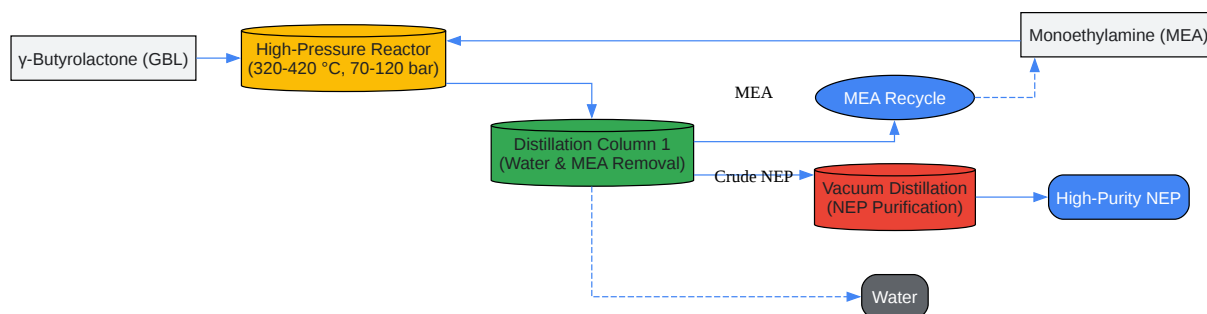 γ-Butyrolactone (GBL)
High-Pressure Reactor
(320-420 °C, 70-120 bar)
Monoethylamine (MEA)
MEA
MEA Recycle
Distillation Column 1
(Water & MEA Removal)
Crude NEP
Vacuum Distillation
(NEP Purification)
High-Purity NEP
Water